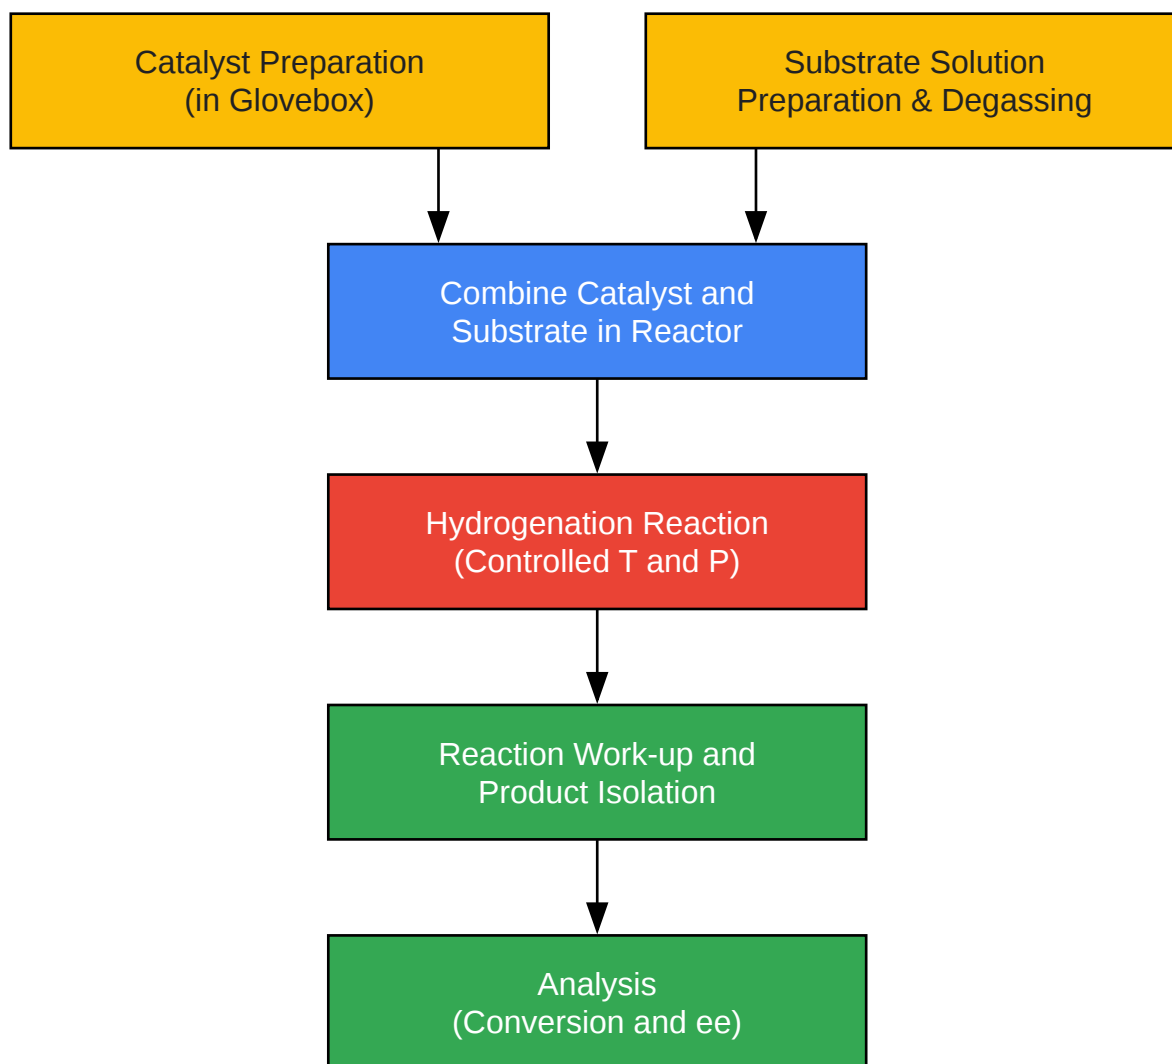 Catalyst Preparation
(in Glovebox)
Substrate Solution
Preparation & Degassing
Combine Catalyst and
Substrate in Reactor
Hydrogenation Reaction
(Controlled T and P)
Reaction Work-up and
Product Isolation
Analysis
(Conversion and ee)